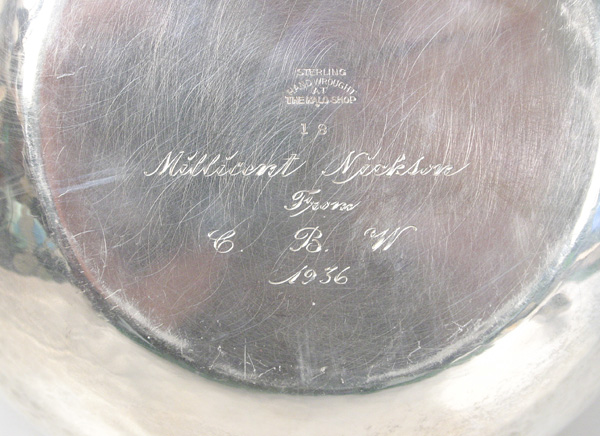 STERLING
HAND WROUGHT
AT
THE KALO SHOP
18
Millicent Nickson
From
C. B. W
1936